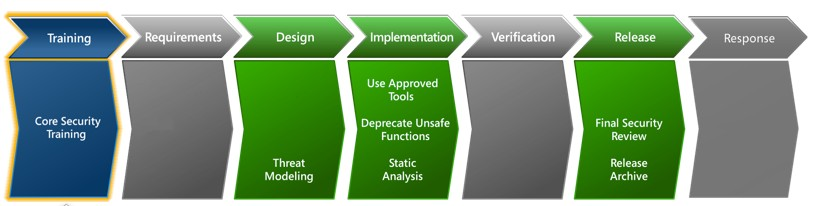 Training
Requirements
Design
Implementation
Verification
Release
Response
Core Security
Training
Threat
Modeling
Use Approved
Tools
Deprecate Unsafe
Functions
Static
Analysis
Final Security
Review
Release
Archive